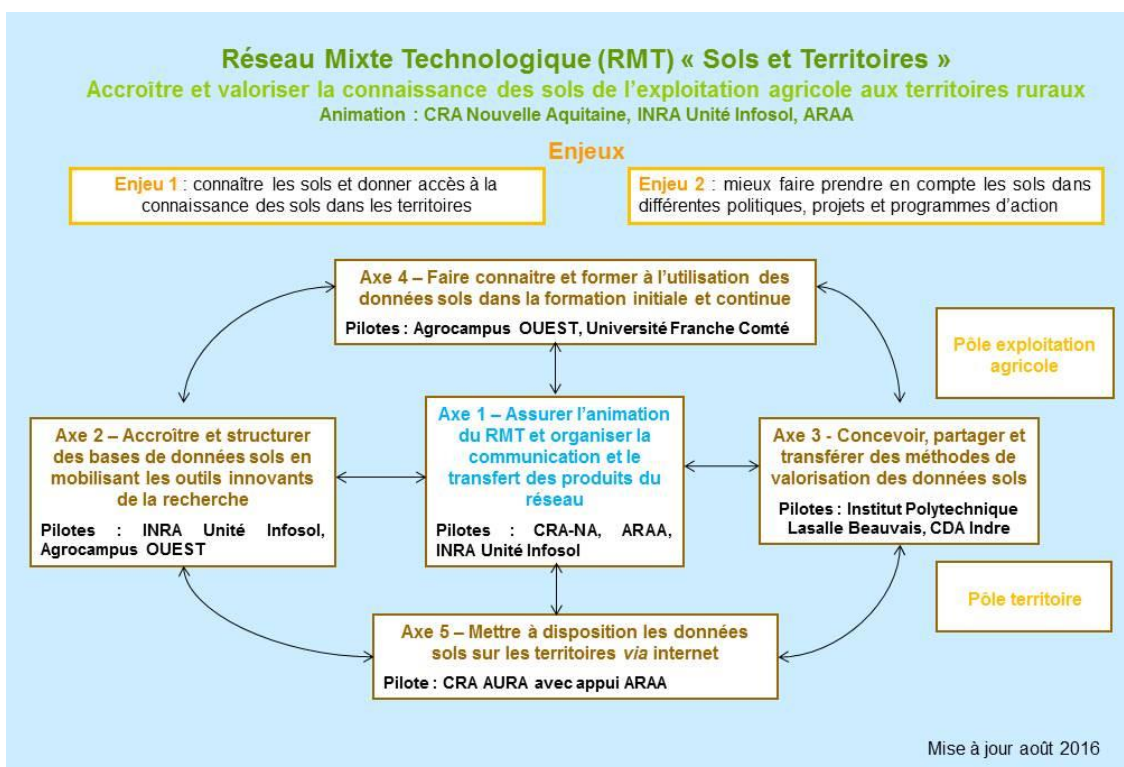 Réseau Mixte Technologique (RMT) « Sols et Territoires »
Accroître et valoriser la connaissance des sols de l'exploitation agricole aux territoires ruraux
Animation : CRA Nouvelle Aquitaine, INRA Unité Infosol, ARAA
Enjeux
Enjeu 1 : connaître les sols et donner accès à la
connaissance des sols dans les territoires
Enjeu 2 : mieux faire prendre en compte les sols dans
différentes politiques, projets et programmes d'action
Axe 4 – Faire connaitre et former à l'utilisation des
données sols dans la formation initiale et continue
Pilotes : Agrocampus OUEST, Université Franche Comté
Pôle exploitation
agricole
Axe 2 – Accroître et structurer
des bases de données sols en
mobilisant les outils innovants
de la recherche
Pilotes : INRA Unité Infosol,
Agrocampus OUEST
Axe 1 – Assurer l'animation
du RMT et organiser la
communication et le
transfert des produits du
réseau
Pilotes : CRA-NA, ARAA,
INRA Unité Infosol
Axe 3 - Concevoir, partager et
transférer des méthodes de
valorisation des données sols
Pilotes : Institut Polytechnique
Lasalle Beauvais, CDA Indre
Pôle territoire
Axe 5 – Mettre à disposition les données
sols sur les territoires via internet
Pilote : CRA AURA avec appui ARAA
Mise à jour août 2016